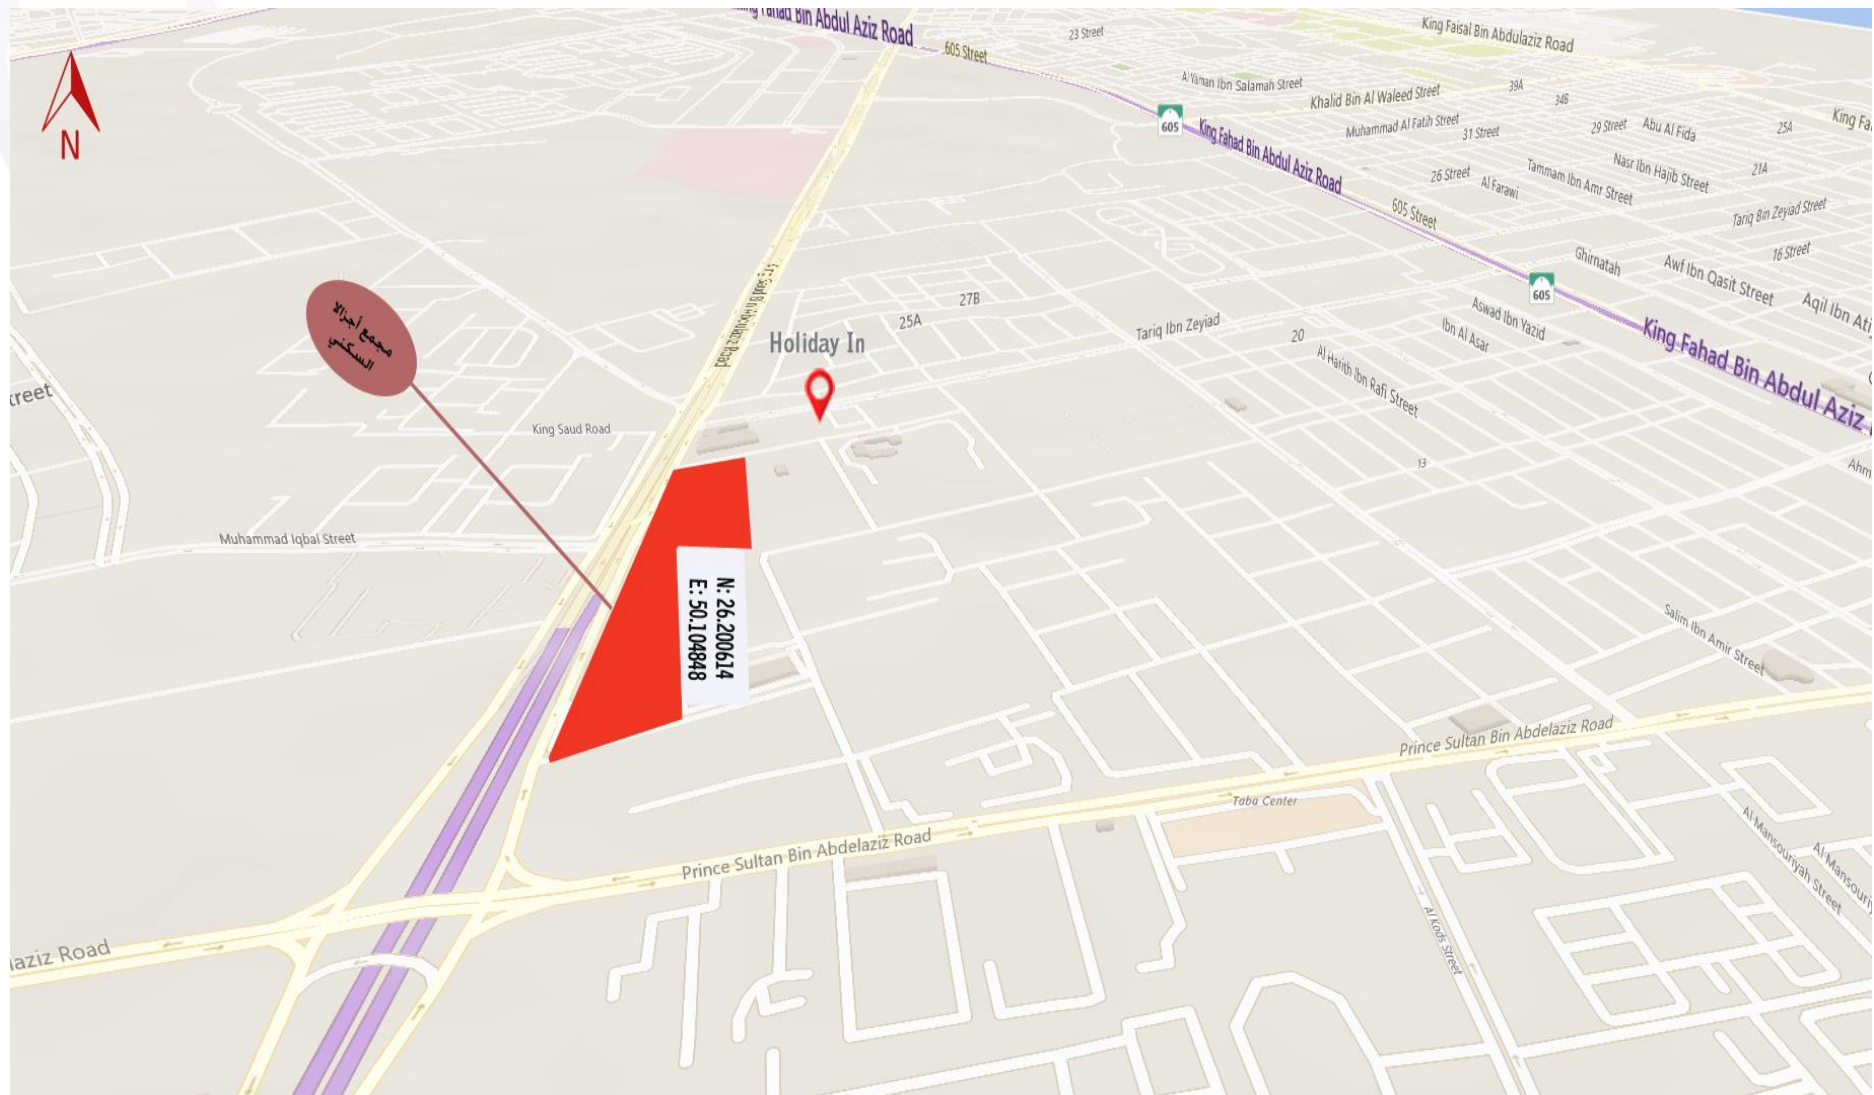 King Fahad Bin Abdul Aziz Road
605 Street
23 Street
King Faisal Bin Abdulaziz Road
Al Yaman Ibn Salamah Street
Khalid Bin Al Waleed Street
39A
34B
605
King Fahad Bin Abdul Aziz Road
Muhammad Al Fatih Street
31 Street
29 Street
Abu Al Fida
25A
King Fa
N
26 Street
Al Farawi
Tammam Ibn Amr Street
Nasr Ibn Hajib Street
21A
605 Street
Tariq Bin Zeyiad Street
Ghirnatah
Awf Ibn Qasit Street
16 Street
605
Aqil Ibn Ati
27B
25A
Holiday In
Tariq Ibn Zeyiad
20
Aswad Ibn Yazid
Ibn Al Asar
Al Harith Ibn Rafi Street
King Fahad Bin Abdul Aziz
مجمع أجزالا
السكني
treet
King Saud Road
13
Ahm
Muhammad Iqbal Street
N: 26.200614
E: 50.104848
Salim Ibn Amir Street
Prince Sultan Bin Abdelaziz Road
Taba Center
Prince Sultan Bin Abdelaziz Road
Al Mansouriyah Street
Al Mansouriy
Al Kods Street
laziz Road